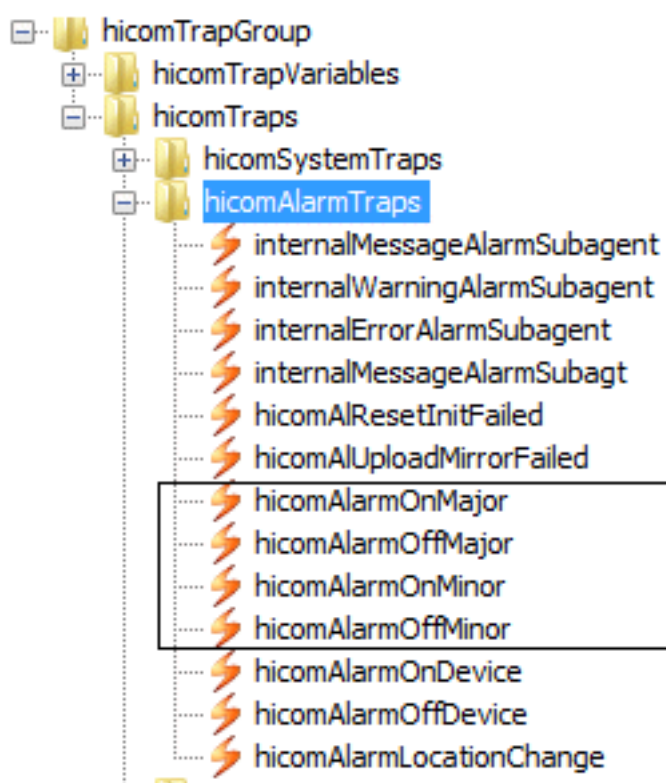 hicomTrapGroup
hicomTrapVariables
hicomTraps
hicomSystemTraps
hicomAlarmTraps
internalMessageAlarmSubagent
internalWarningAlarmSubagent
internalErrorAlarmSubagent
internalMessageAlarmSubagt
hicomAlResetInitFailed
hicomAlUploadMirrorFailed
hicomAlarmOnMajor
hicomAlarmOffMajor
hicomAlarmOnMinor
hicomAlarmOffMinor
hicomAlarmOnDevice
hicomAlarmOffDevice
hicomAlarmLocationChange